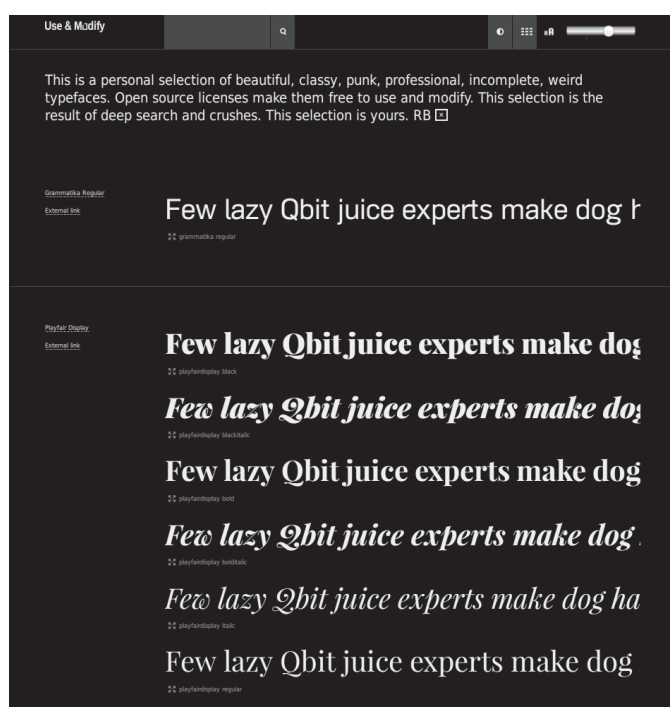 Use & Modify
This is a personal selection of beautiful, classy, punk, professional, incomplete, weird
typefaces. Open source licenses make them free to use and modify. This selection is the
result of deep search and crushes. This selection is yours. RB
Grammatika Regular
External link
Few lazy Qbit juice experts make dog h
grammatika regular
Playfair Display
External link
Few lazy Qbit juice experts make dog
playfairdisplay black
Few lazy Qbit juice experts make dog
playfairdisplay blackitalic
Few lazy Qbit juice experts make dog
playfairdisplay bold
Few lazy Qbit juice experts make dog
playfairdisplay bolditalic
Few lazy Qbit juice experts make dog ha
playfairdisplay italic
Few lazy Qbit juice experts make dog
playfairdisplay regular